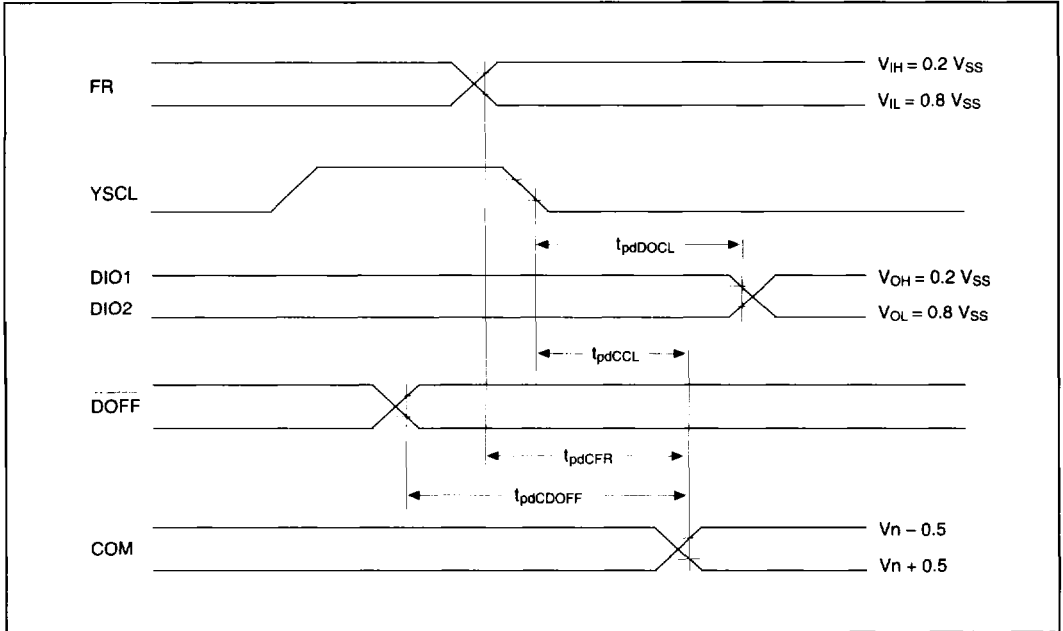 FR
V_IH = 0.2 V_SS
V_IL = 0.8 V_SS
YSCL
t_pdDOCL
DIO1
V_OH = 0.2 V_SS
DIO2
V_OL = 0.8 V_SS
t_pdCCL
DOFF
t_pdCFR
t_pdCDOFF
COM
Vn – 0.5
Vn + 0.5